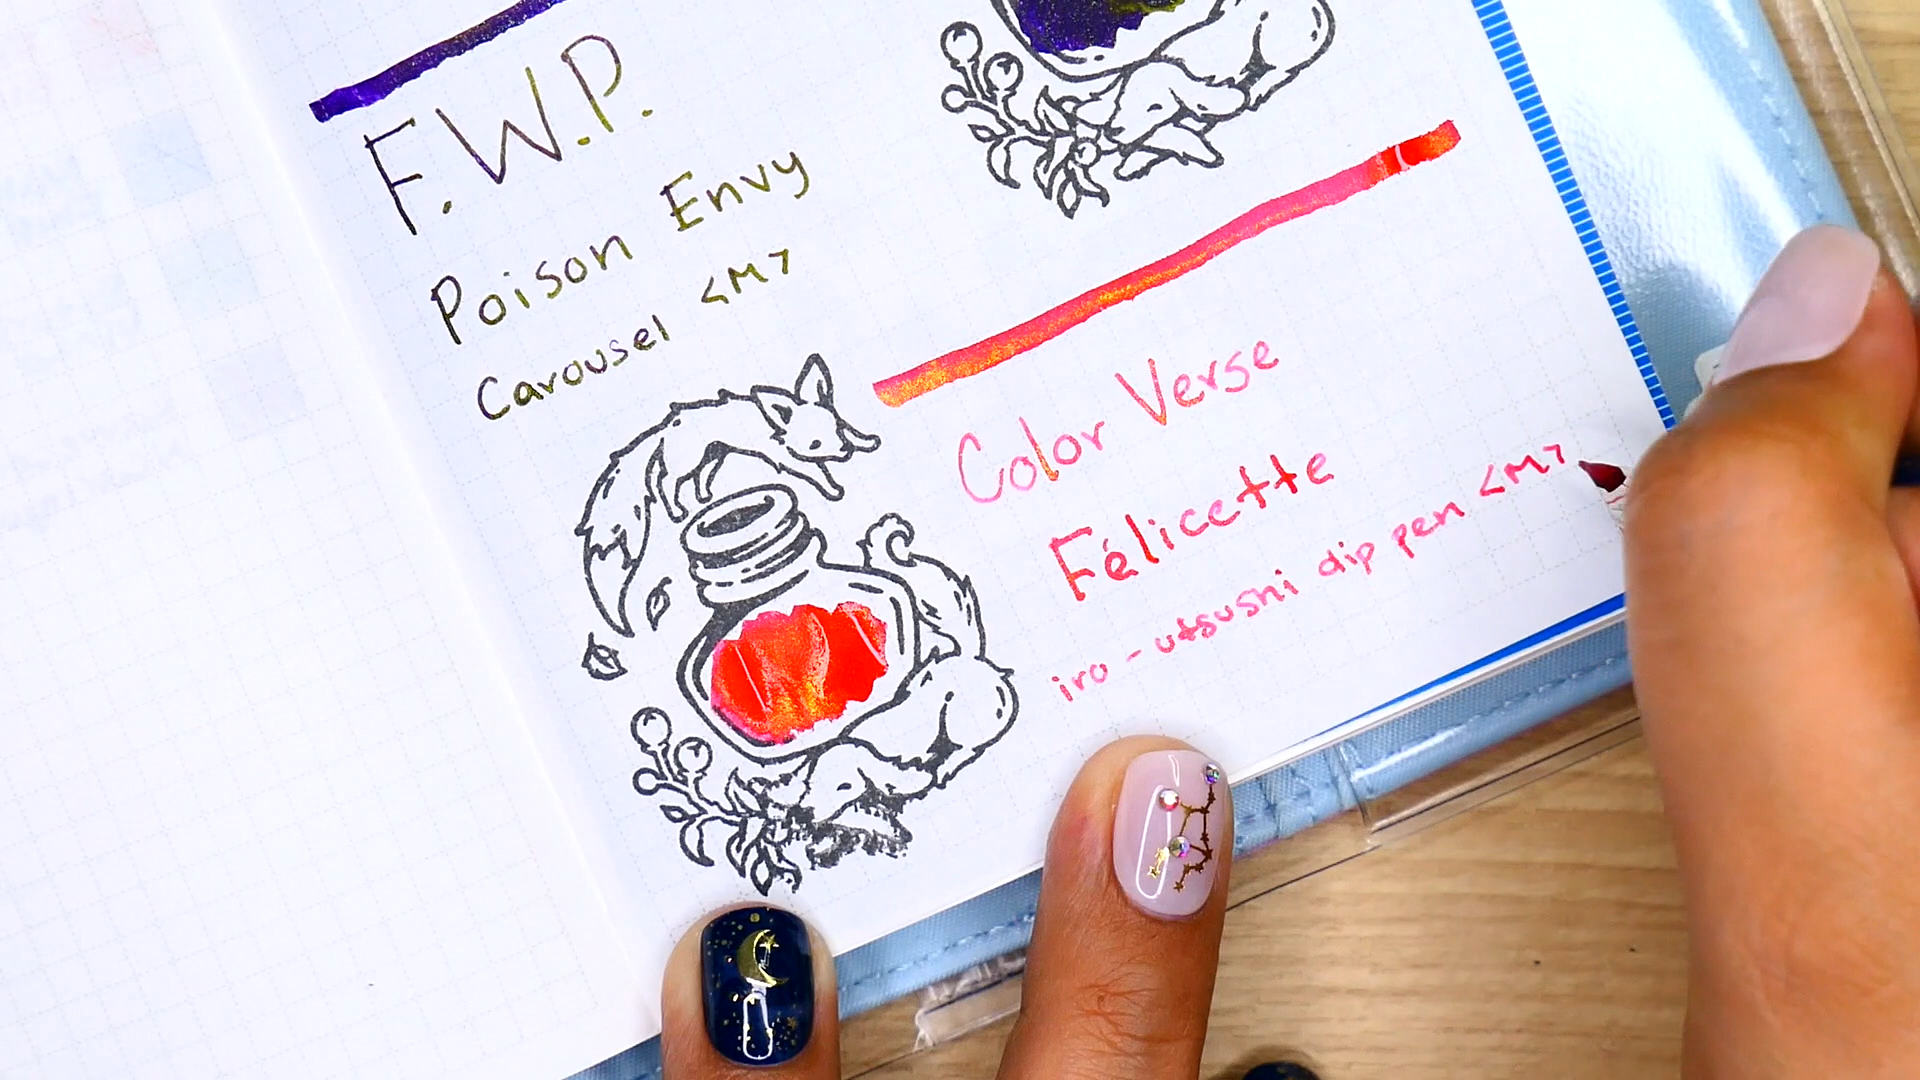 F.W.P.
Poison Envy
Carousel <M>
Color Verse
Félicette
iro-utsushi dip pen <M>